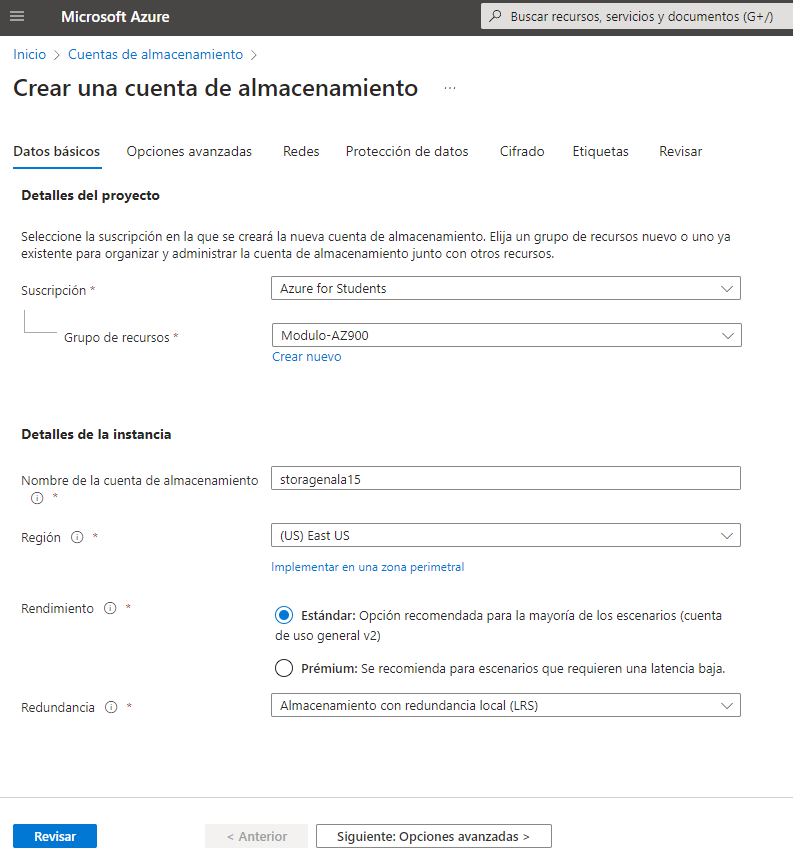 Microsoft Azure
Buscar recursos, servicios y documentos (G+/)
Inicio > Cuentas de almacenamiento >
Crear una cuenta de almacenamiento ...
Datos básicos Opciones avanzadas Redes Protección de datos Cifrado Etiquetas Revisar
Detalles del proyecto
Seleccione la suscripción en la que se creará la nueva cuenta de almacenamiento. Elija un grupo de recursos nuevo o uno ya
existente para organizar y administrar la cuenta de almacenamiento junto con otros recursos.
Suscripción *
Azure for Students
Grupo de recursos *
Modulo-AZ900
Crear nuevo
Detalles de la instancia
Nombre de la cuenta de almacenamiento
*
storagenala15
Región *
(US) East US
Implementar en una zona perimetral
Rendimiento *
Estándar: Opción recomendada para la mayoría de los escenarios (cuenta
de uso general v2)
Prémium: Se recomienda para escenarios que requieren una latencia baja.
Redundancia *
Almacenamiento con redundancia local (LRS)
Revisar
< Anterior
Siguiente: Opciones avanzadas >